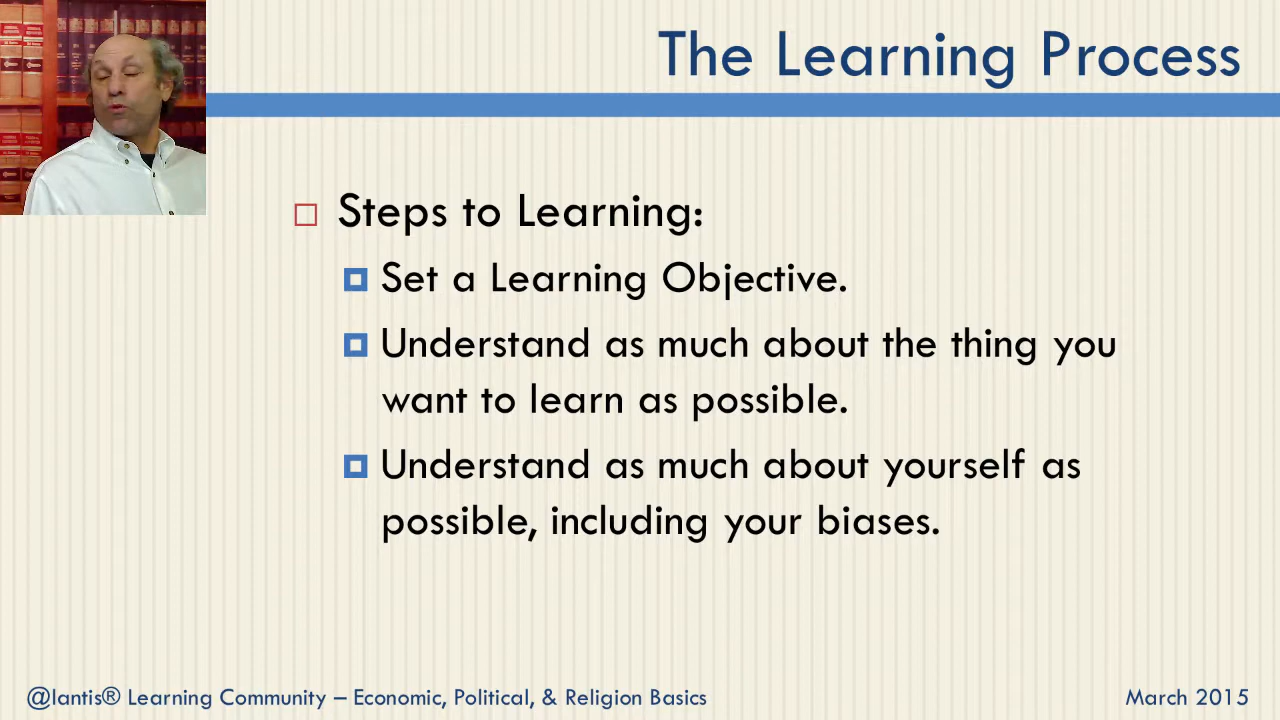 The Learning Process
Steps to Learning:
Set a Learning Objective.
Understand as much about the thing you
want to learn as possible.
Understand as much about yourself as
possible, including your biases.
@lantis® Learning Community – Economic, Political, & Religion Basics
March 2015